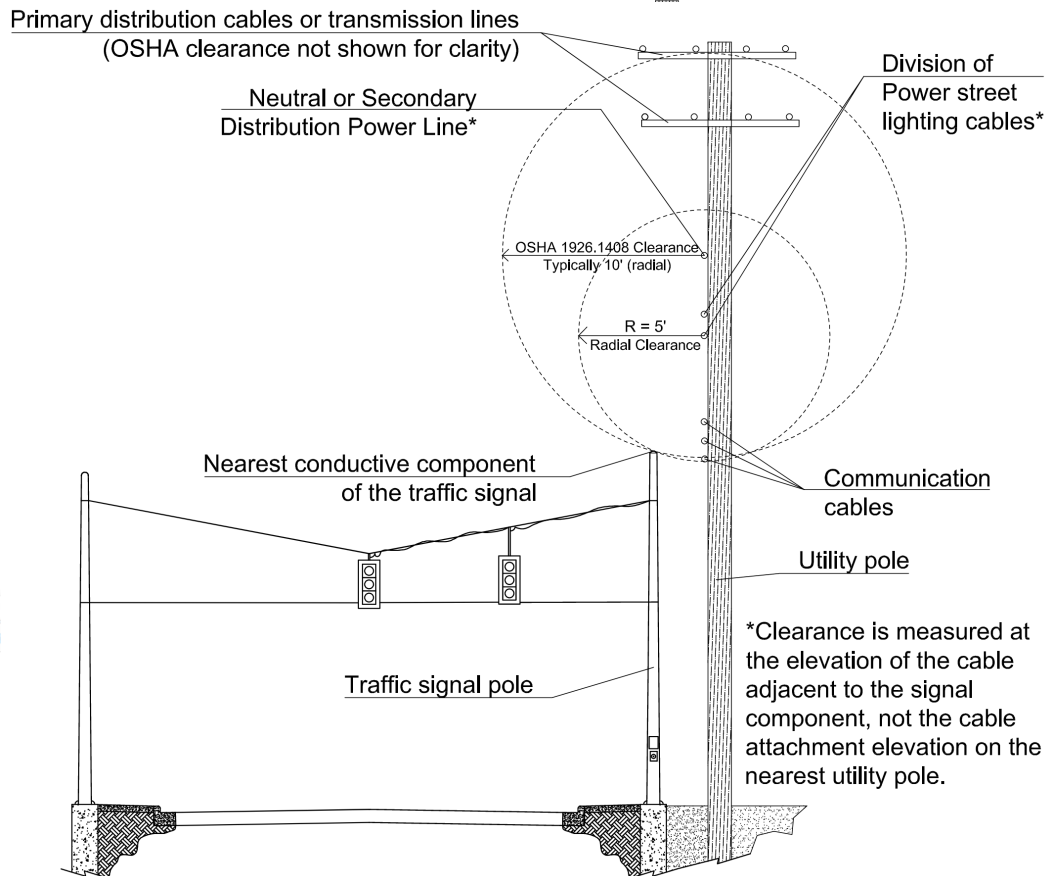 Primary distribution cables or transmission lines
(OSHA clearance not shown for clarity)
Neutral or Secondary
Distribution Power Line*
Division of
Power street
lighting cables*
OSHA 1926.1408 Clearance
Typically 10' (radial)
R = 5'
Radial Clearance
Nearest conductive component
of the traffic signal
Communication
cables
Utility pole
Traffic signal pole
*Clearance is measured at
the elevation of the cable
adjacent to the signal
component, not the cable
attachment elevation on the
nearest utility pole.